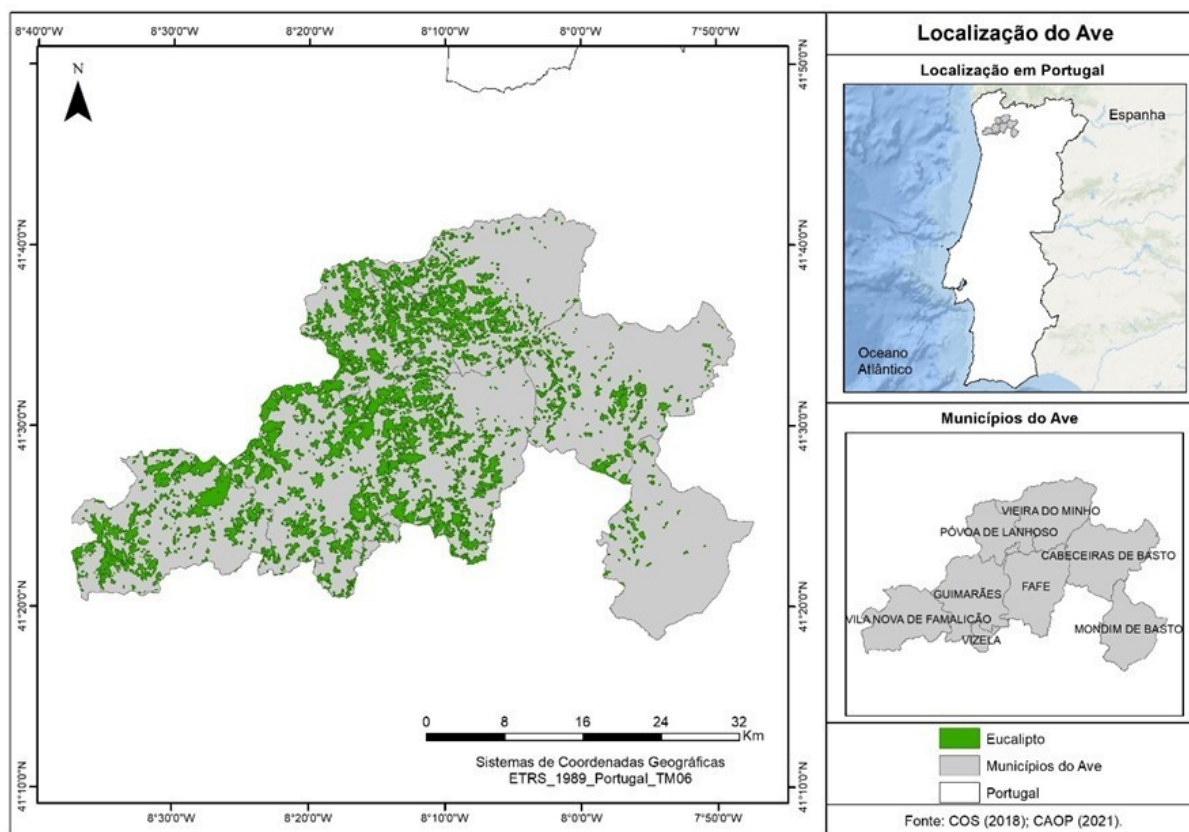 8°40'0"W
8°30'0"W
8°20'0"W
8°10'0"W
8°0'0"W
7°50'0"W
N
41°50'0"N
41°50'0"N
41°40'0"N
41°40'0"N
41°30'0"N
41°30'0"N
41°20'0"N
41°20'0"N
41°10'0"N
41°10'0"N
0 8 16 24 32
Km
Sistemas de Coordenadas Geográficas
ETRS_1989_Portugal_TM06
8°30'0"W
8°20'0"W
8°10'0"W
8°0'0"W
7°50'0"W
Localização do Ave
Localização em Portugal
Espanha
Oceano
Atlântico
Municípios do Ave
VIEIRA DO MINHO
PÓVOA DE LANHOSO
CABECEIRAS DE BASTO
FAFE
GUIMARÃES
VILA NOVA DE FAMALICÃO
MONDIM DE BASTO
VIZELA
Eucalipto
Municípios do Ave
Portugal
Fonte: COS (2018); CAOP (2021).